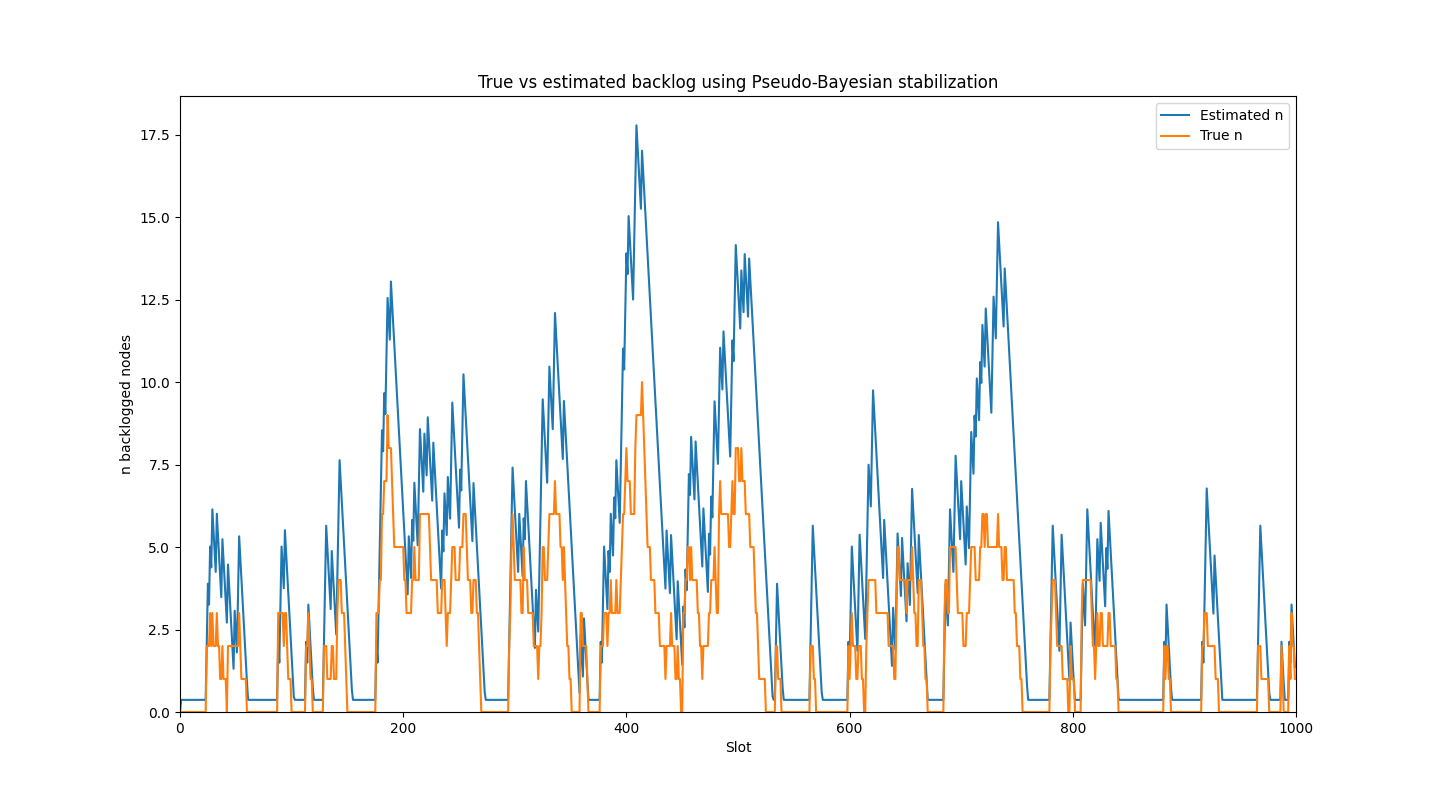 True vs estimated backlog using Pseudo-Bayesian stabilization
Estimated n
True n
17.5
15.0
12.5
10.0
7.5
5.0
2.5
0.0
n backlogged nodes
0 200 400 600 800 1000
Slot